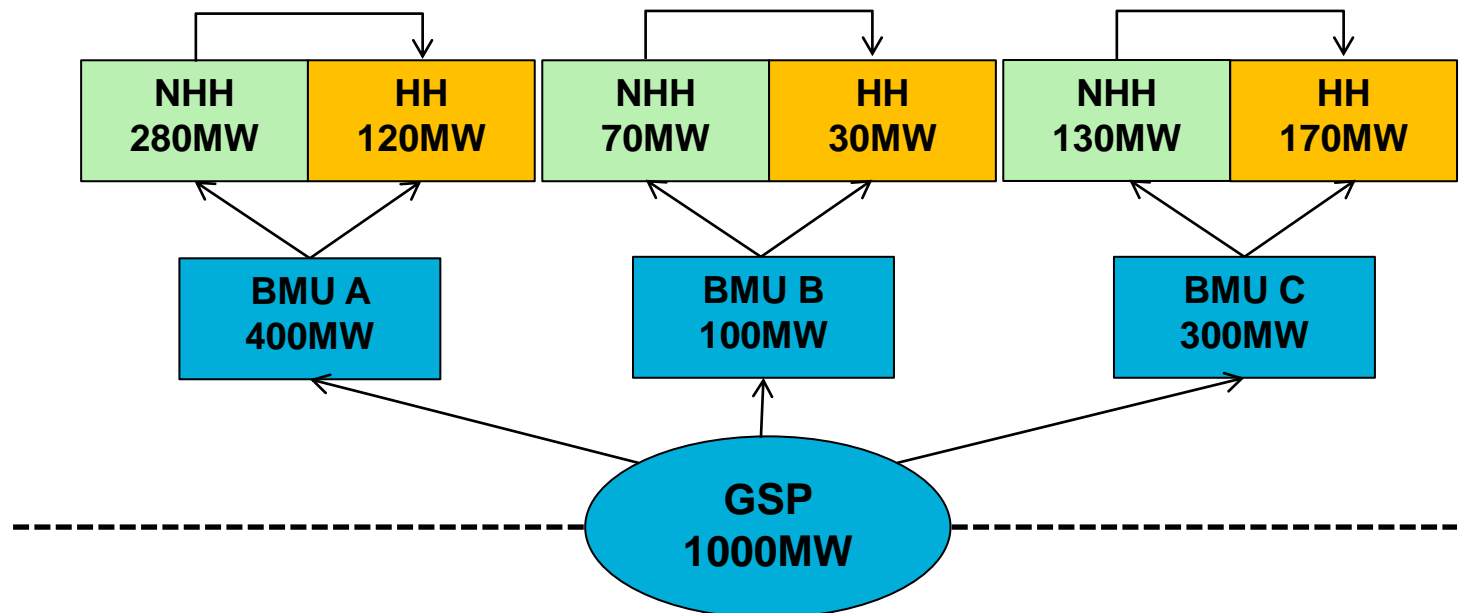 NHH
280MW
HH
120MW
NHH
70MW
HH
30MW
NHH
130MW
HH
170MW
BMU A
400MW
BMU B
100MW
BMU C
300MW
GSP
1000MW